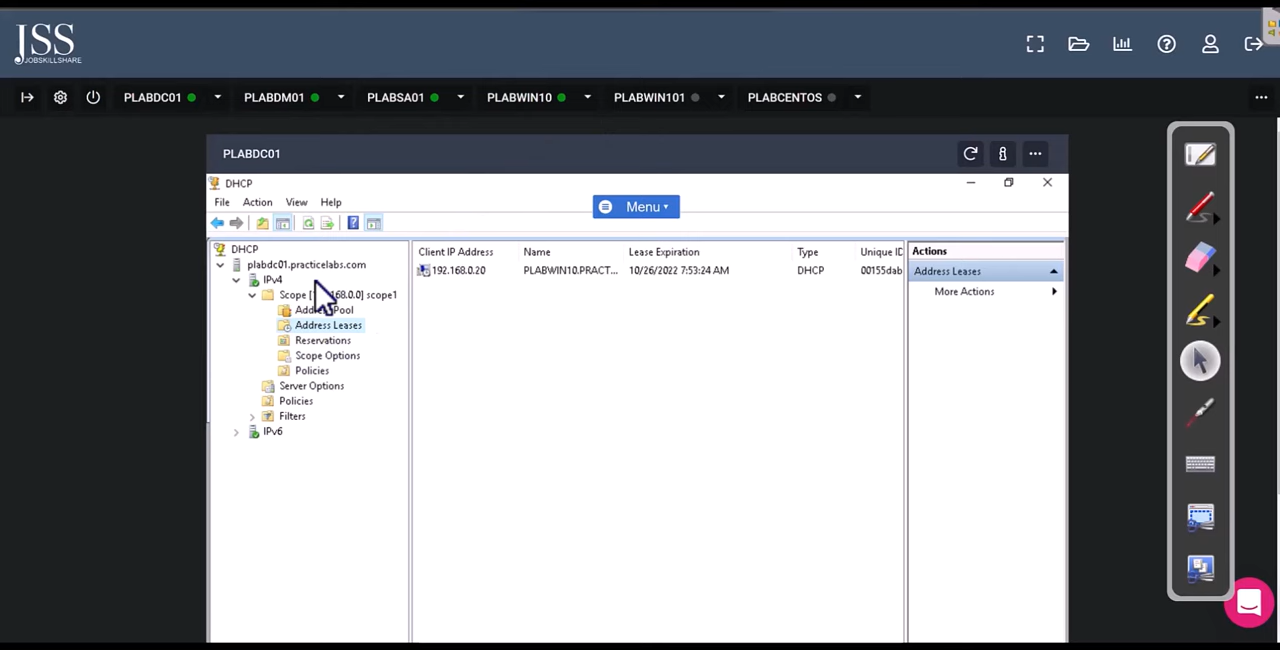 JSS
JOBSKILLSHARE
PLABDC01
PLABDM01
PLABSA01
PLABWIN10
PLABWIN101
PLABCENTOS
PLABDC01
DHCP
File Action View Help
Menu
DHCP
plabdc01.practicelabs.com
IPv4
Scope [ 168.0.0] scope1
Address Pool
Address Leases
Reservations
Scope Options
Policies
Server Options
Policies
Filters
IPv6
Client IP Address Name Lease Expiration Type Unique ID
192.168.0.20 PLABWIN10.PRACT... 10/26/2022 7:53:24 AM DHCP 00155dab
Actions
Address Leases
More Actions